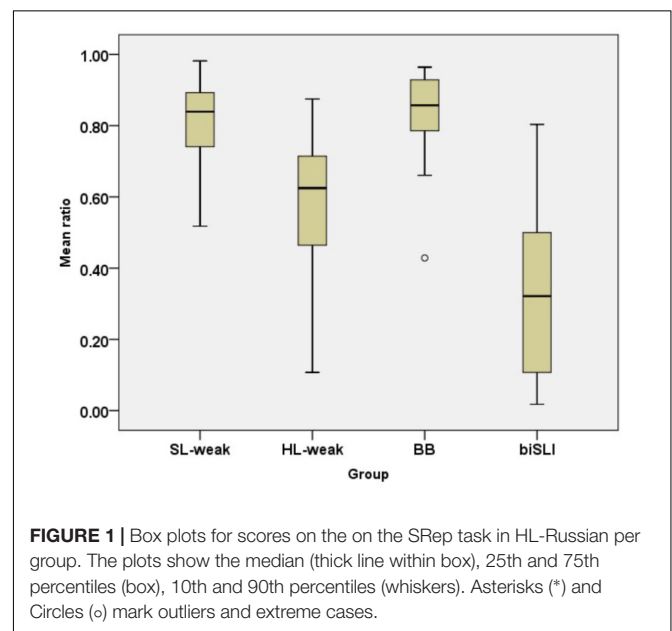 1.00
0.80
0.60
0.40
0.20
0.00
Mean ratio
SL-weak HL-weak BB biSLI
Group
FIGURE 1 | Box plots for scores on the on the SRep task in HL-Russian per
group. The plots show the median (thick line within box), 25th and 75th
percentiles (box), 10th and 90th percentiles (whiskers). Asterisks (*) and
Circles (○) mark outliers and extreme cases.